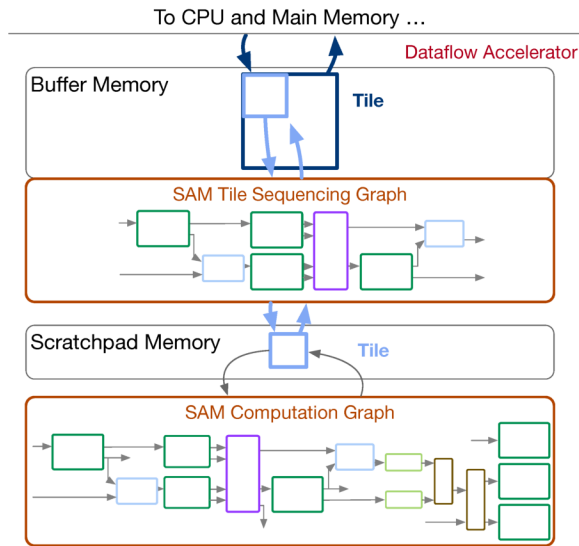 To CPU and Main Memory ...
Dataflow Accelerator
Buffer Memory
Tile
SAM Tile Sequencing Graph
Scratchpad Memory
Tile
SAM Computation Graph